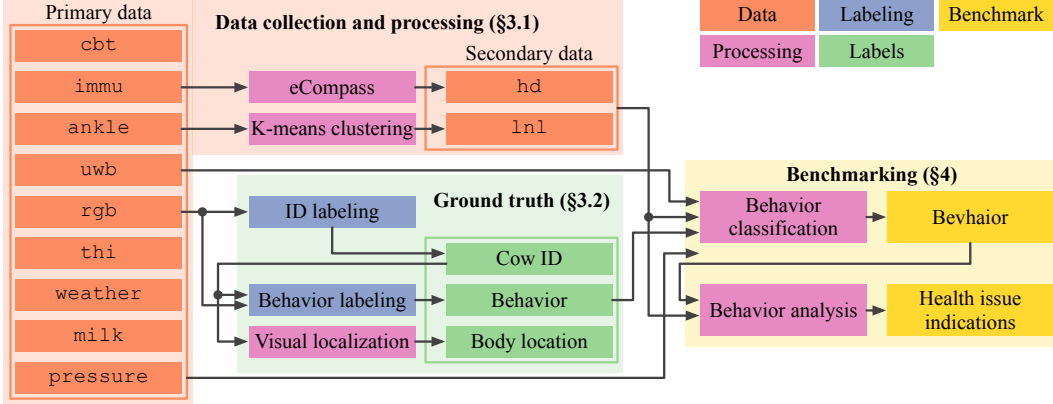 Primary data
cbt
immu
ankle
uwb
rgb
thi
weather
milk
pressure
Data collection and processing (§3.1)
Secondary data
eCompass
hd
K-means clustering
lnl
Ground truth (§3.2)
ID labeling
Cow ID
Behavior labeling
Behavior
Visual localization
Body location
Data
Labeling
Benchmark
Processing
Labels
Benchmarking (§4)
Behavior
classification
Bevhaior
Behavior analysis
Health issue
indications